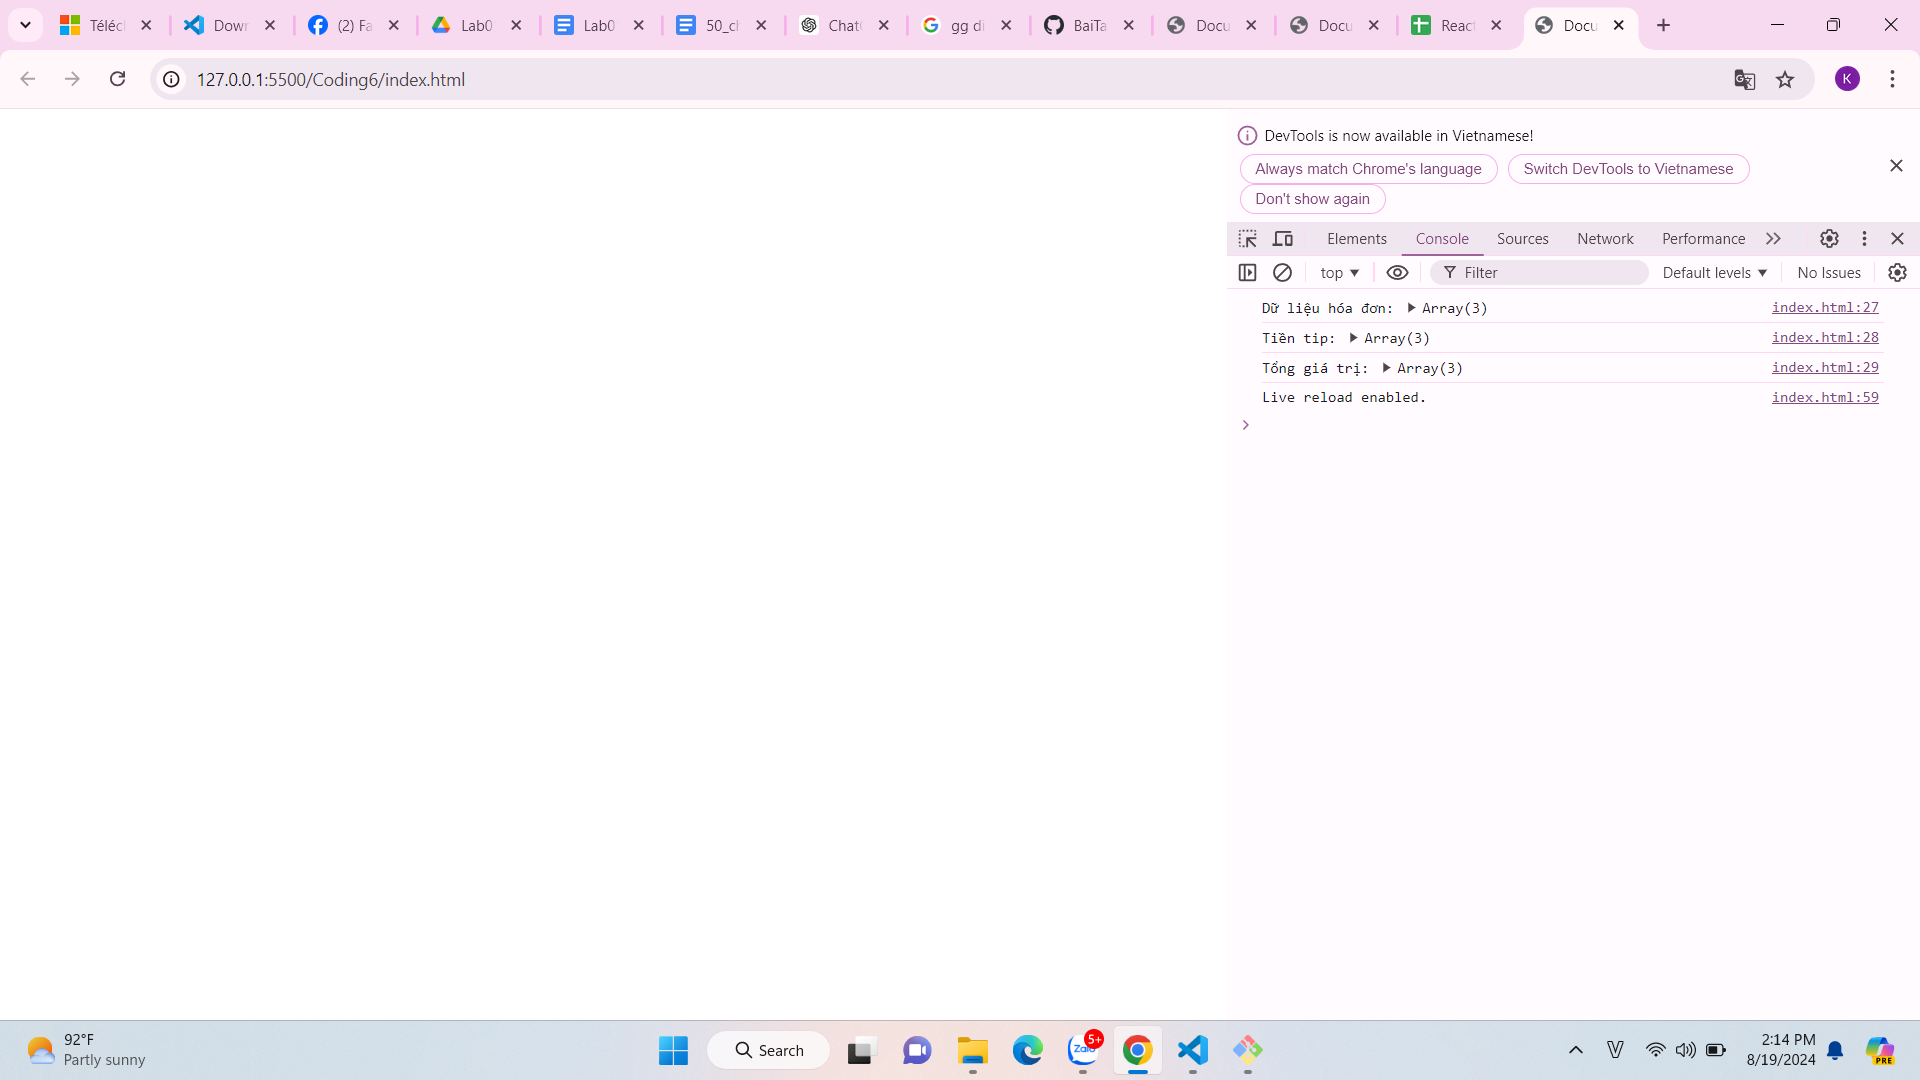 Téléc
Dowr
(2) Fa
Lab0
Lab0
50_ch
Chat
gg di
BaiTa
Docu
Docu
React
Docu
127.0.0.1:5500/Coding6/index.html
K
DevTools is now available in Vietnamese!
Always match Chrome's language
Switch DevTools to Vietnamese
Don't show again
Elements Console Sources Network Performance
top
Filter
Default levels
No Issues
Dữ liệu hóa đơn: Array(3) index.html:27
Tiền tip: Array(3) index.html:28
Tổng giá trị: Array(3) index.html:29
Live reload enabled. index.html:59
92°F
Partly sunny
Search
Zalo
5+
V
2:14 PM
8/19/2024
PRE